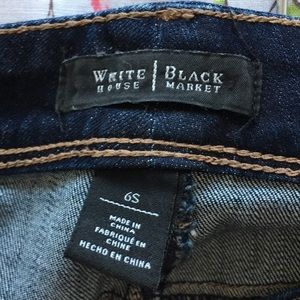 WHITE | BLACK
HOUSE | MARKET
6S
MADE IN
CHINA
FABRIQUÉ EN
CHINE
HECHO EN CHINA